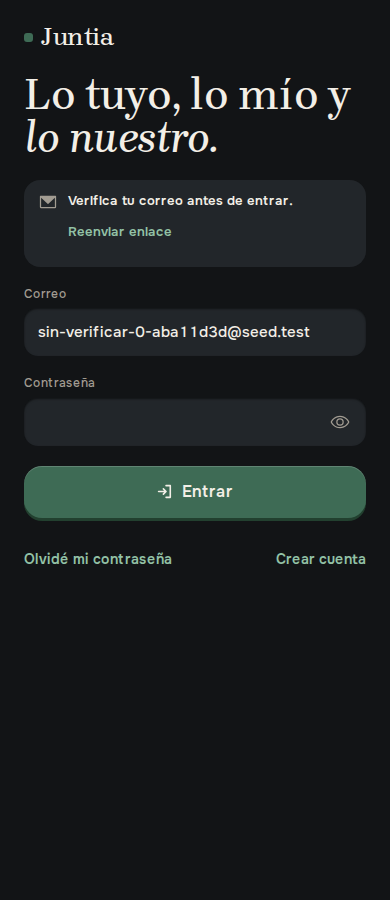 Juntia
Lo tuyo, lo mío y
lo nuestro.
Verifica tu correo antes de entrar.
Reenviar enlace
Correo
sin-verificar-0-aba11d3d@seed.test
Contraseña
Entrar
Olvidé mi contraseña
Crear cuenta